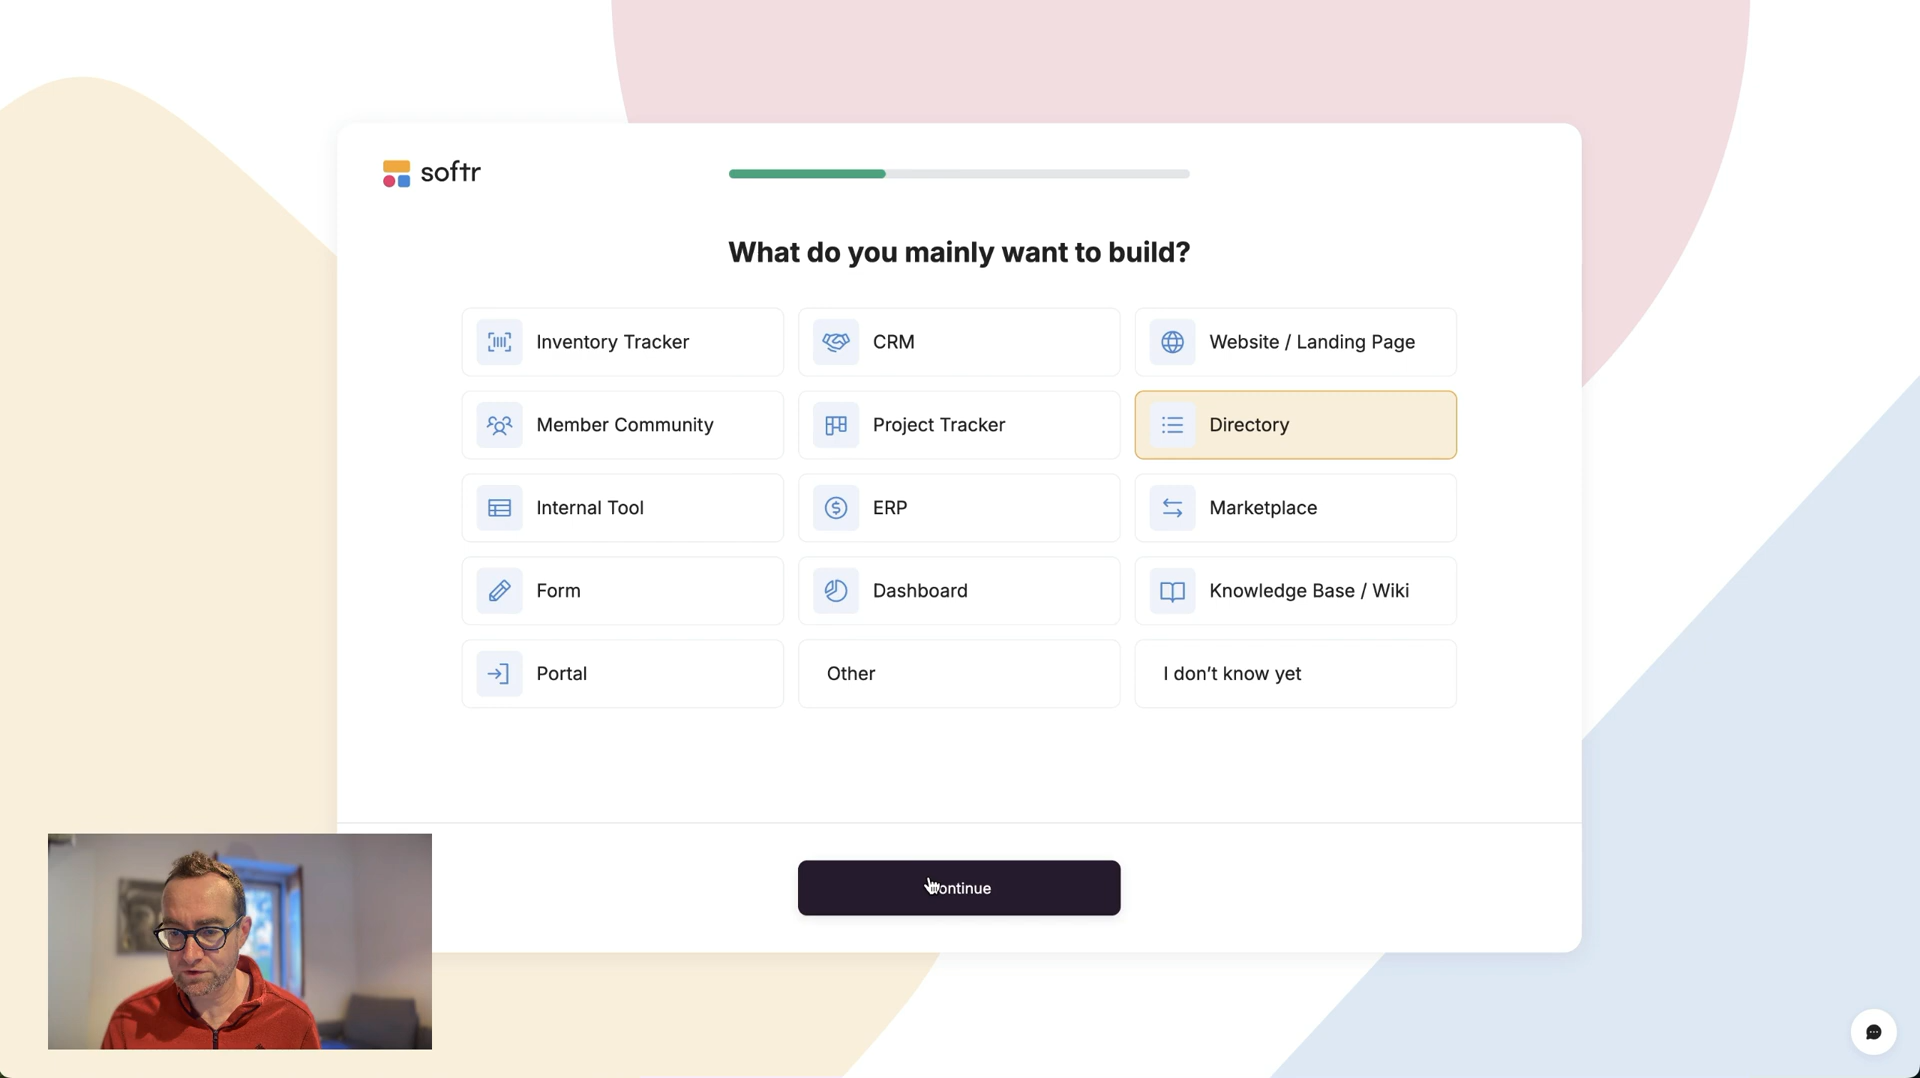 softr
What do you mainly want to build?
Inventory Tracker
CRM
Website / Landing Page
Member Community
Project Tracker
Directory
Internal Tool
ERP
Marketplace
Form
Dashboard
Knowledge Base / Wiki
Portal
Other
I don’t know yet
Continue